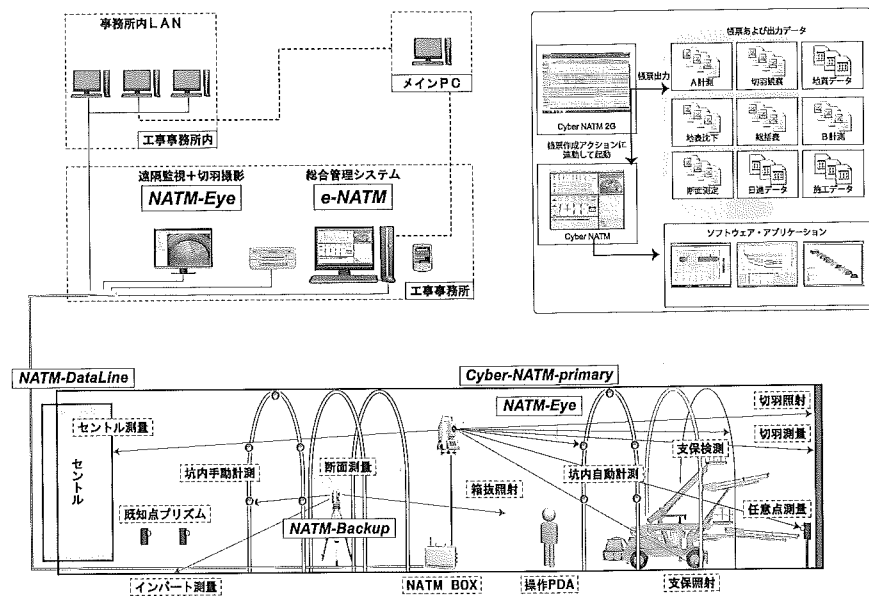 事務所内LAN
メインPC
工事事務所内
遠隔監視+切羽撮影
NATM-Eye
総合管理システム
e-NATM
工事事務所
帳票および出力データ
帳票出力
Cyber NATM 2G
帳票作成アクションに
連動して起動
Cyber NATM
A計測
切羽観察
地質データ
地表沈下
総括表
B計測
断面測定
日進データ
施工データ
ソフトウェア・アプリケーション
NATM-DataLine
Cyber-NATM-primary
NATM-Eye
セントル測量
セントル
坑内手動計測
断面測量
既知点プリズム
NATM-Backup
箱抜照射
坑内自動計測
支保検測
切羽照射
切羽測量
任意点測量
インバート測量
NATM BOX
操作PDA
支保照射